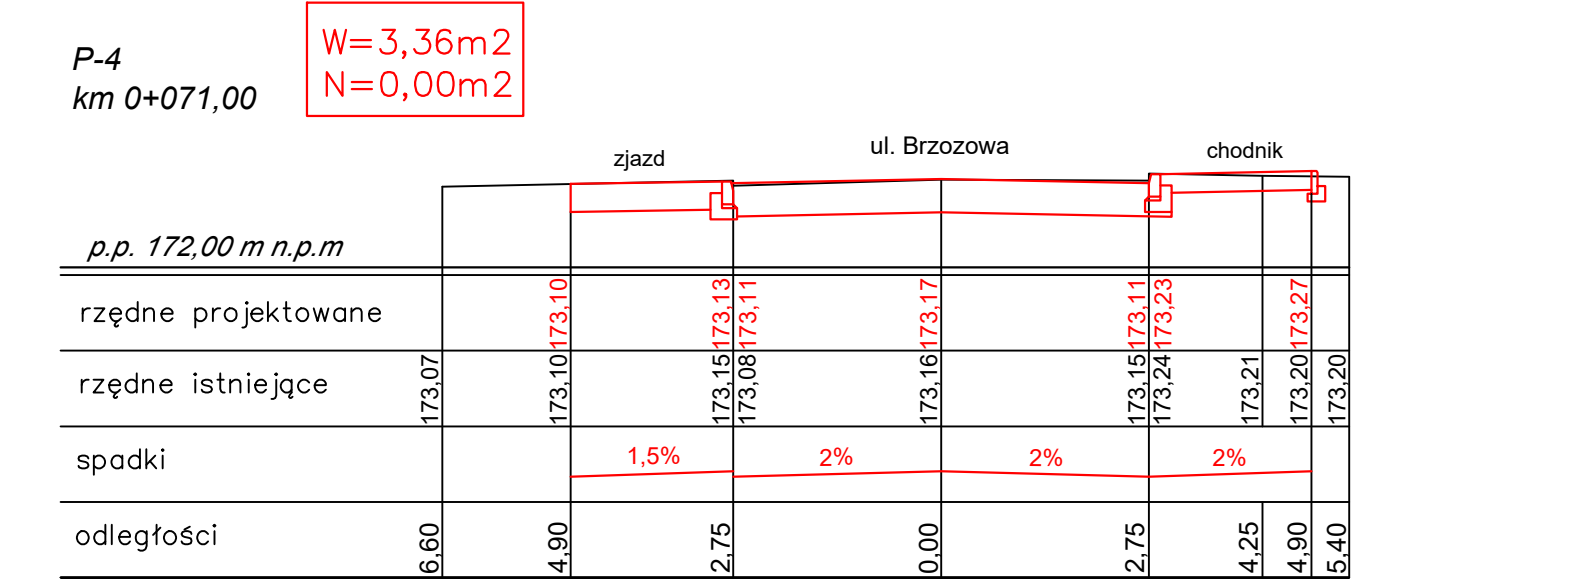 P-4
km 0+071,00
W=3,36m2
N=0,00m2
zjazd
ul. Brzozowa
chodnik
p.p. 172,00 m n.p.m
rzędne projektowane 173,10 173,13 173,11 173,17 173,11 173,23 173,27
rzędne istniejące 173,07 173,10 173,15 173,08 173,16 173,15 173,24 173,21 173,20 173,20
spadki 1,5% 2% 2% 2%
odległości 6,60 4,90 2,75 0,00 2,75 4,25 4,90 5,40